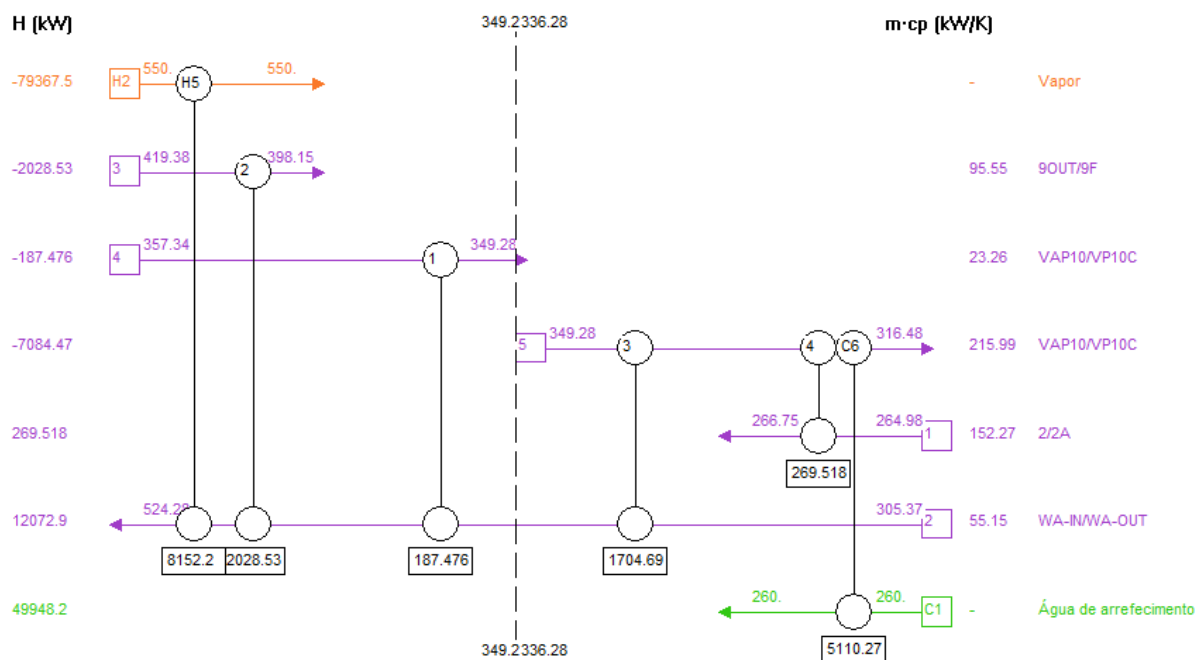 349.2336.28
H (kW) m·cp (kW/K)
-79367.5 H2 550. H5 550. - Vapor
-2028.53 3 419.38 2 398.15 95.55 9OUT/9F
-187.476 4 357.34 1 349.28 23.26 VAP10/VP10C
-7084.47 5 349.28 3 4 C6 316.48 215.99 VAP10/VP10C
269.518 266.75 264.98 1 152.27 2/2A
269.518
12072.9 524.28 305.37 2 55.15 WA-IN/WA-OUT
8152.2 2028.53 187.476 1704.69
49948.2 260. 260. C1 - Água de arrefecimento
349.2336.28 5110.27